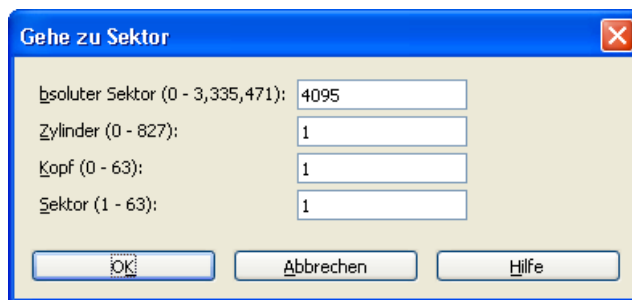 Gehe zu Sektor
bsoluter Sektor (0 - 3,335,471): 4095
Zylinder (0 - 827): 1
Kopf (0 - 63): 1
Sektor (1 - 63): 1
OK Abbrechen Hilfe